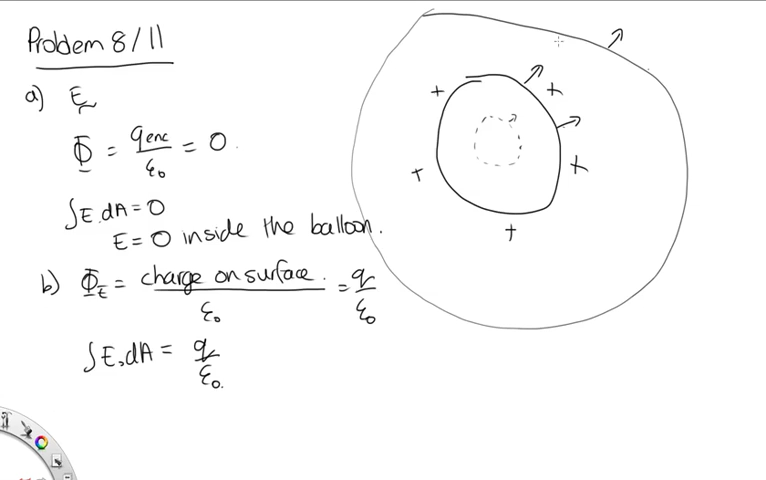 Problem 8/11
a) E
Φ = qenc/ε₀ = 0.
∫E.dA = 0
E = 0 inside the balloon.
b) Φ_E = charge on surface./ε₀ = q/ε₀
∫E.dA = q/ε₀.
+ +
+ +
+